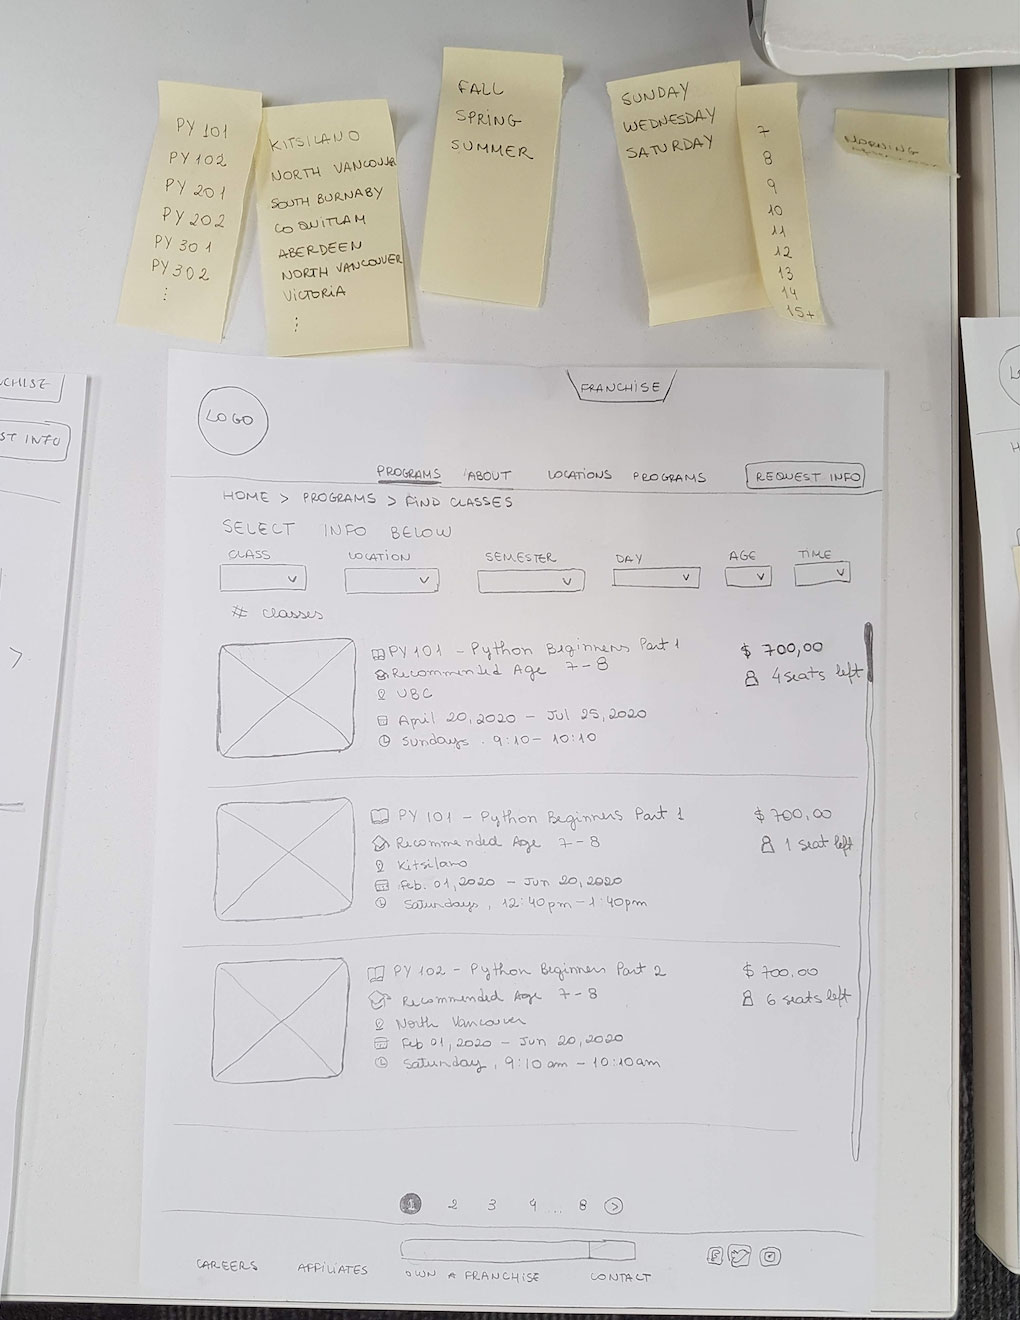 PY 101
PY 102
PY 201
PY 202
PY 301
PY 302
KITSILANO
NORTH VANCOUVER
SOUTH BURNABY
COQUITLAM
ABERDEEN
NORTH VANCOUVER
VICTORIA
FALL
SPRING
SUMMER
SUNDAY
WEDNESDAY
SATURDAY
7
8
9
10
11
12
13
14
15+
MORNING
FRANCHISE
LOGO
PROGRAMS ABOUT LOCATIONS PROGRAMS REQUEST INFO
HOME > PROGRAMS > FIND CLASSES
SELECT INFO BELOW
CLASS LOCATION SEMESTER DAY AGE TIME
# classes
PY 101 - Python Beginners Part 1 $ 700,00
Recommended Age 7-8 4 seats left
UBC
April 20, 2020 - Jul 25, 2020
Sundays . 9:10 - 10:10
PY 101 - Python Beginners Part 1 $ 700,00
Recommended Age 7-8 1 seat left
Kitsilano
Feb. 01, 2020 - Jun 20, 2020
Saturdays, 12:40pm - 1:40pm
PY 102 - Python Beginners Part 2 $ 700,00
Recommended Age 7-8 6 seats left
North Vancouver
Feb 01, 2020 - Jun 20, 2020
Saturday, 9:10 am - 10:10am
1 2 3 4 ... 8 >
CAREERS AFFILIATES OWN A FRANCHISE CONTACT
NCHISE
ST INFO